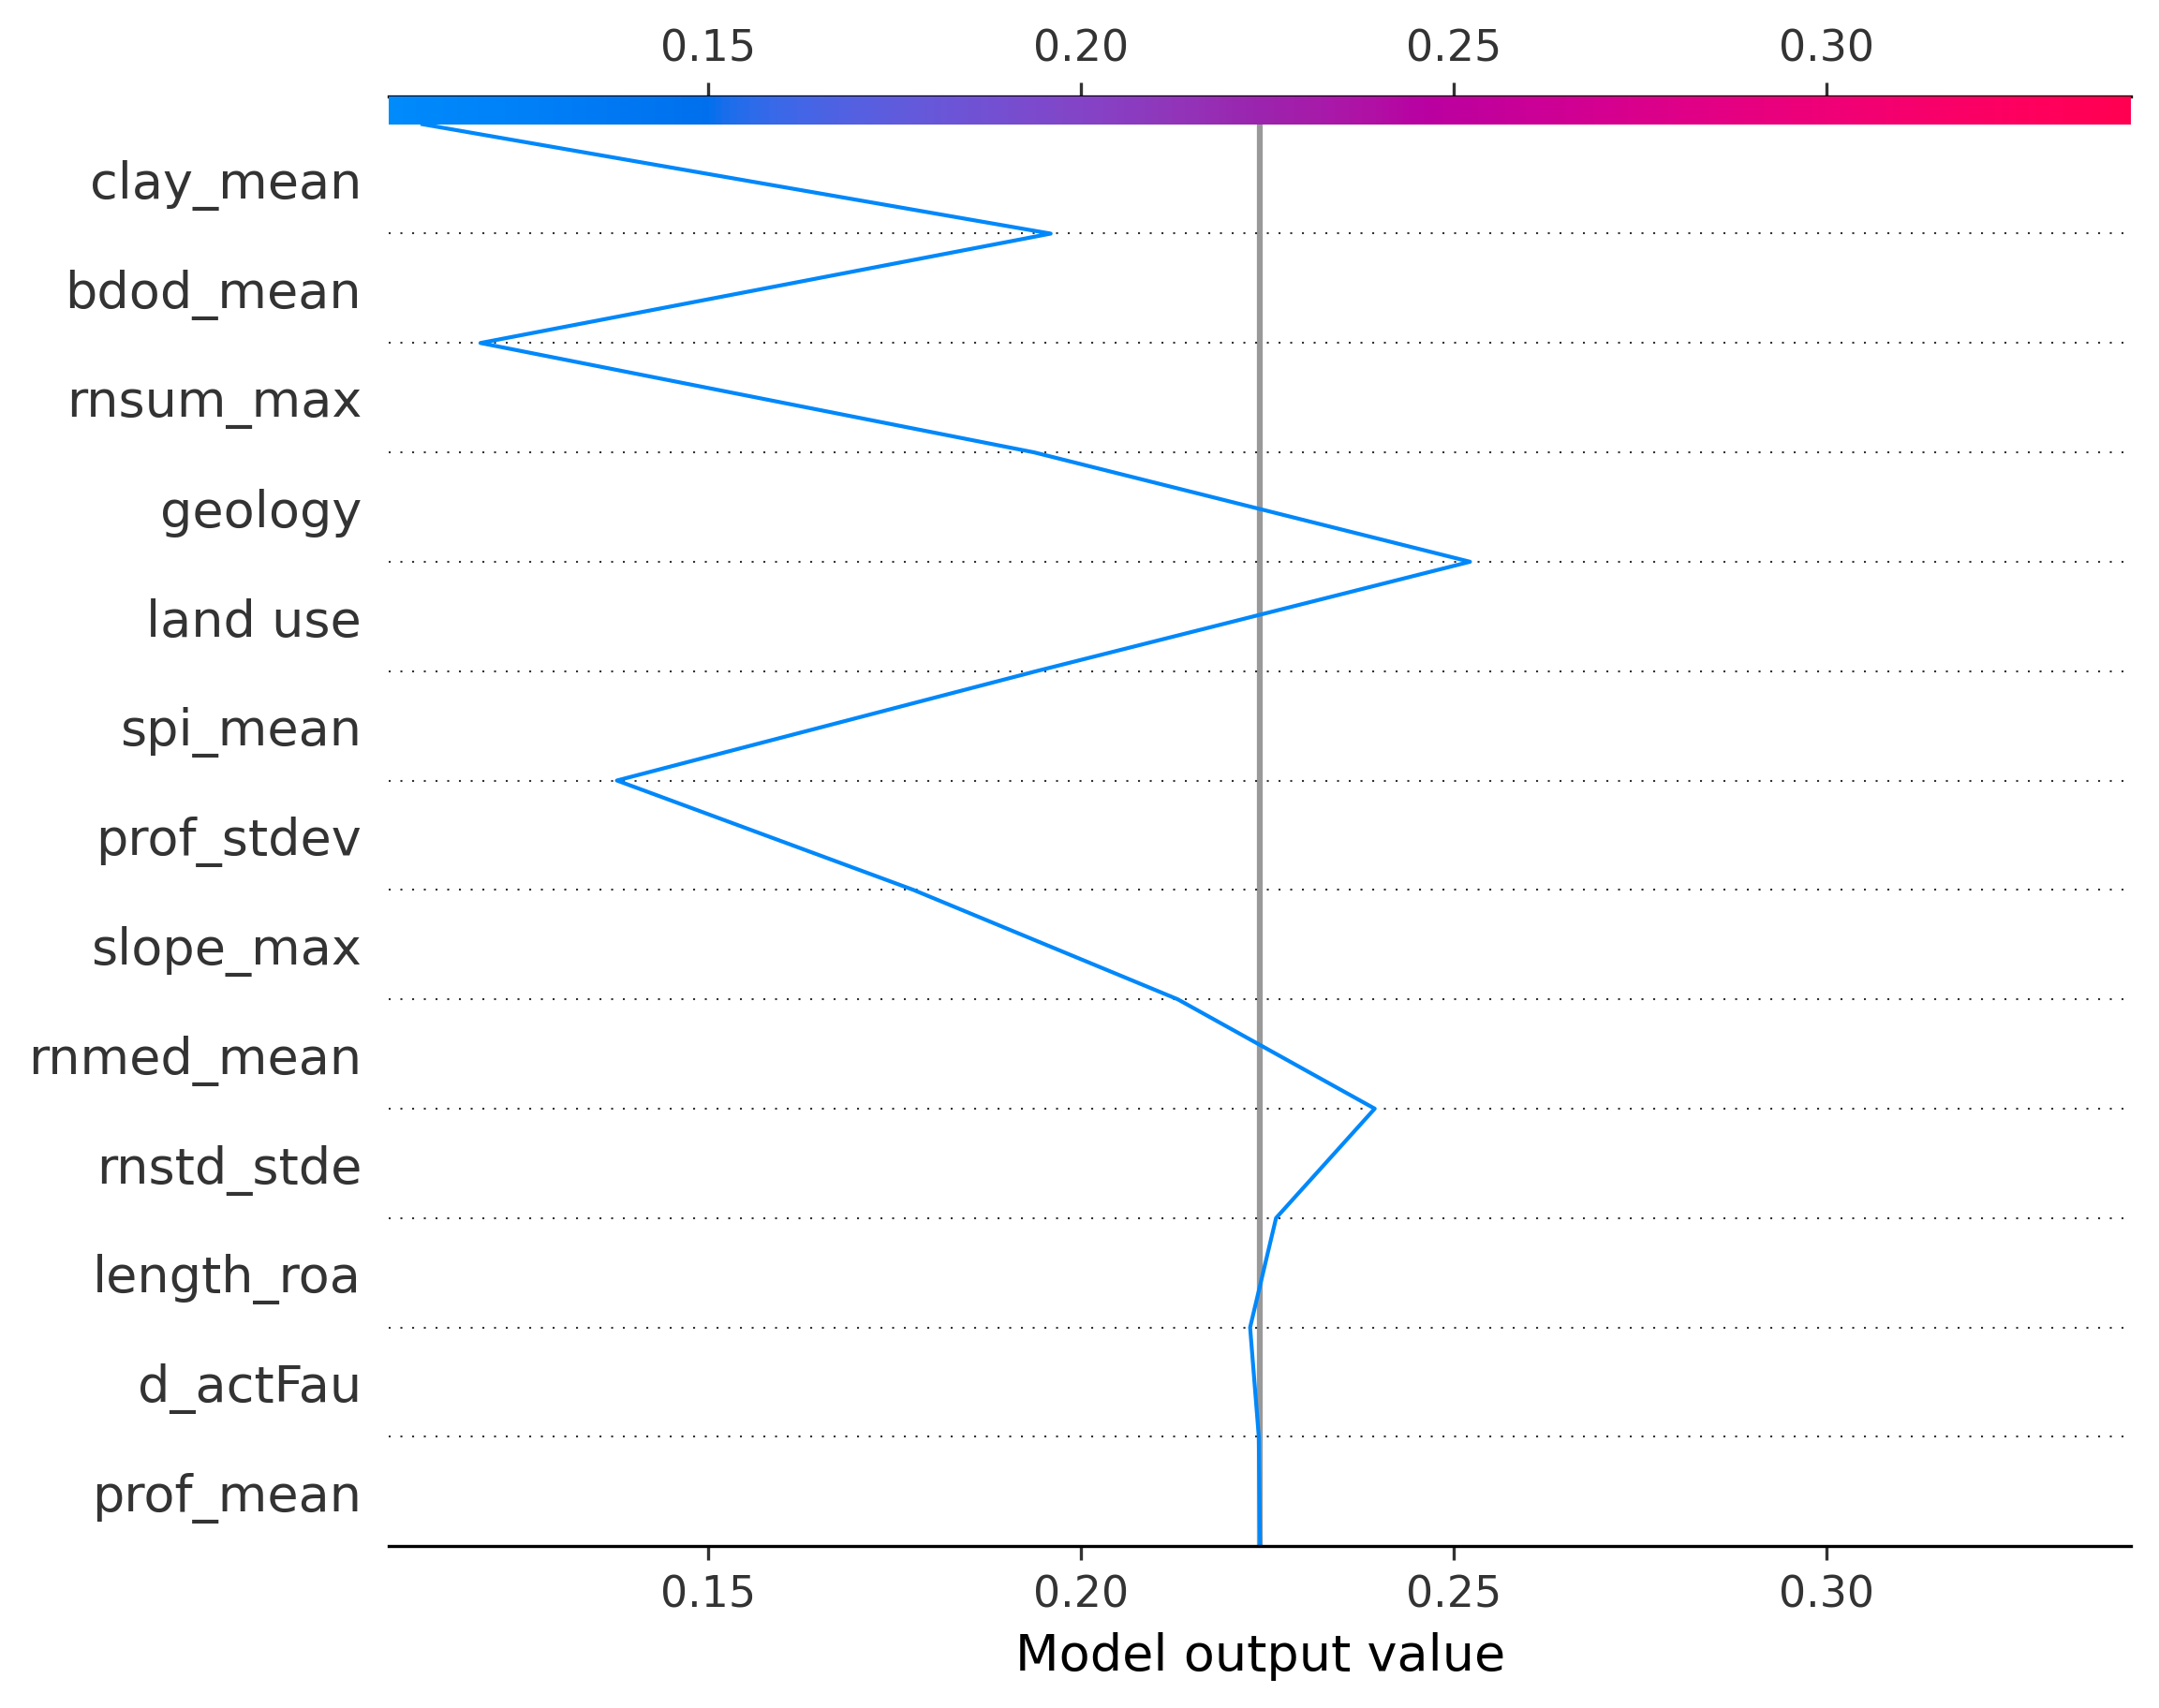 0.15 0.20 0.25 0.30
clay_mean
bdod_mean
rnsum_max
geology
land use
spi_mean
prof_stdev
slope_max
rnmed_mean
rnstd_stde
length_roa
d_actFau
prof_mean
0.15 0.20 0.25 0.30
Model output value